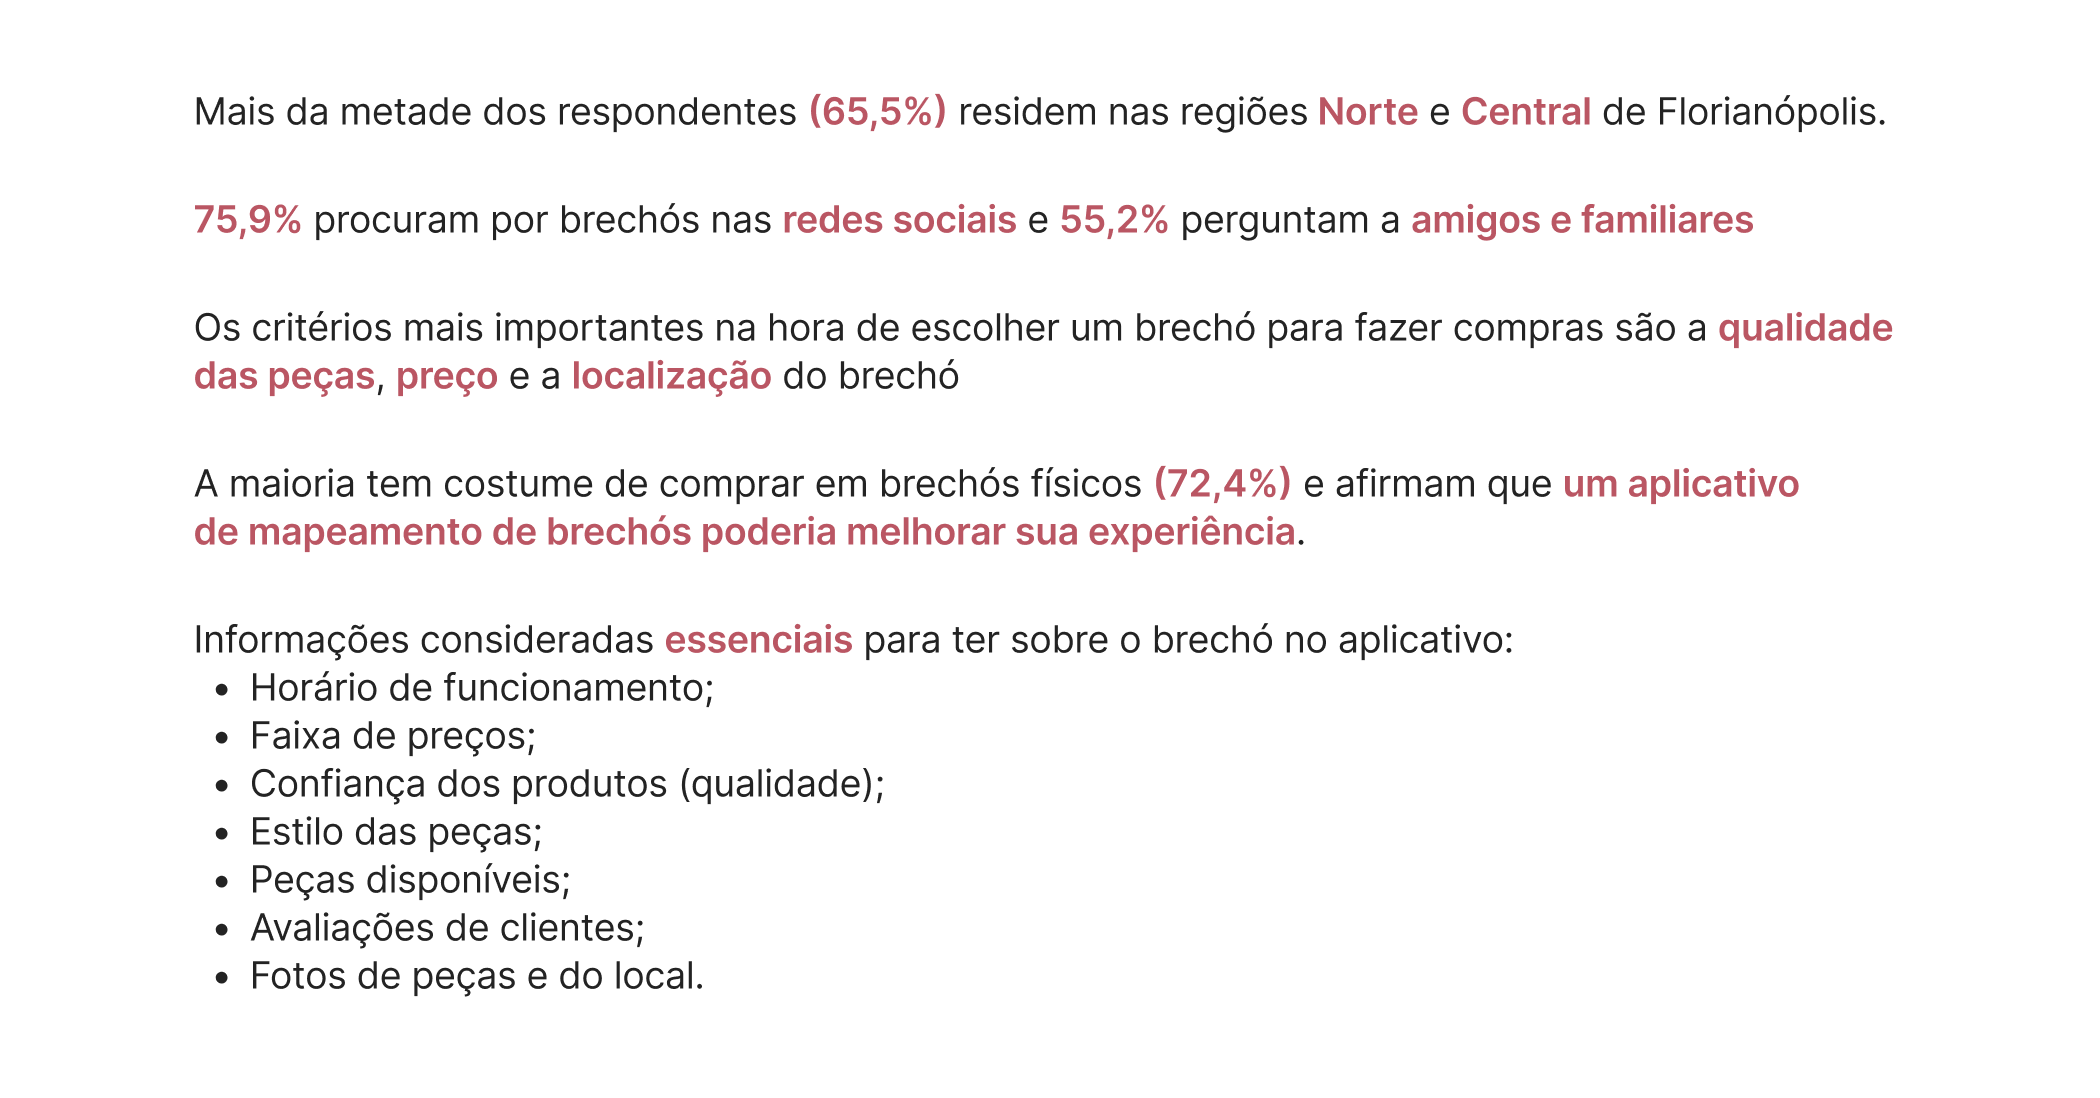 Mais da metade dos respondentes (65,5%) residem nas regiões Norte e Central de Florianópolis.
75,9% procuram por brechós nas redes sociais e 55,2% perguntam a amigos e familiares
Os critérios mais importantes na hora de escolher um brechó para fazer compras são a qualidade
das peças, preço e a localização do brechó
A maioria tem costume de comprar em brechós físicos (72,4%) e afirmam que um aplicativo
de mapeamento de brechós poderia melhorar sua experiência.
Informações consideradas essenciais para ter sobre o brechó no aplicativo:
• Horário de funcionamento;
• Faixa de preços;
• Confiança dos produtos (qualidade);
• Estilo das peças;
• Peças disponíveis;
• Avaliações de clientes;
• Fotos de peças e do local.